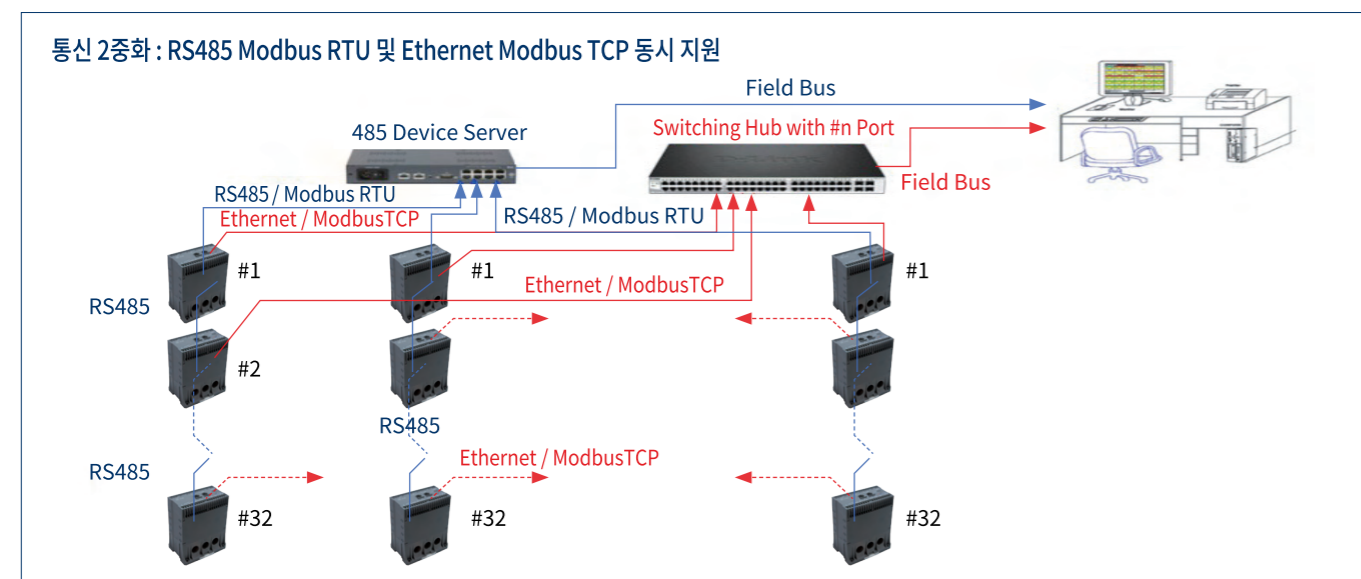 통신 2중화 : RS485 Modbus RTU 및 Ethernet Modbus TCP 동시 지원
Field Bus
485 Device Server
Switching Hub with #n Port
Field Bus
RS485 / Modbus RTU
Ethernet / ModbusTCP
RS485 / Modbus RTU
#1
#1
#1
Ethernet / ModbusTCP
RS485
#2
RS485
Ethernet / ModbusTCP
RS485
#32
#32
#32